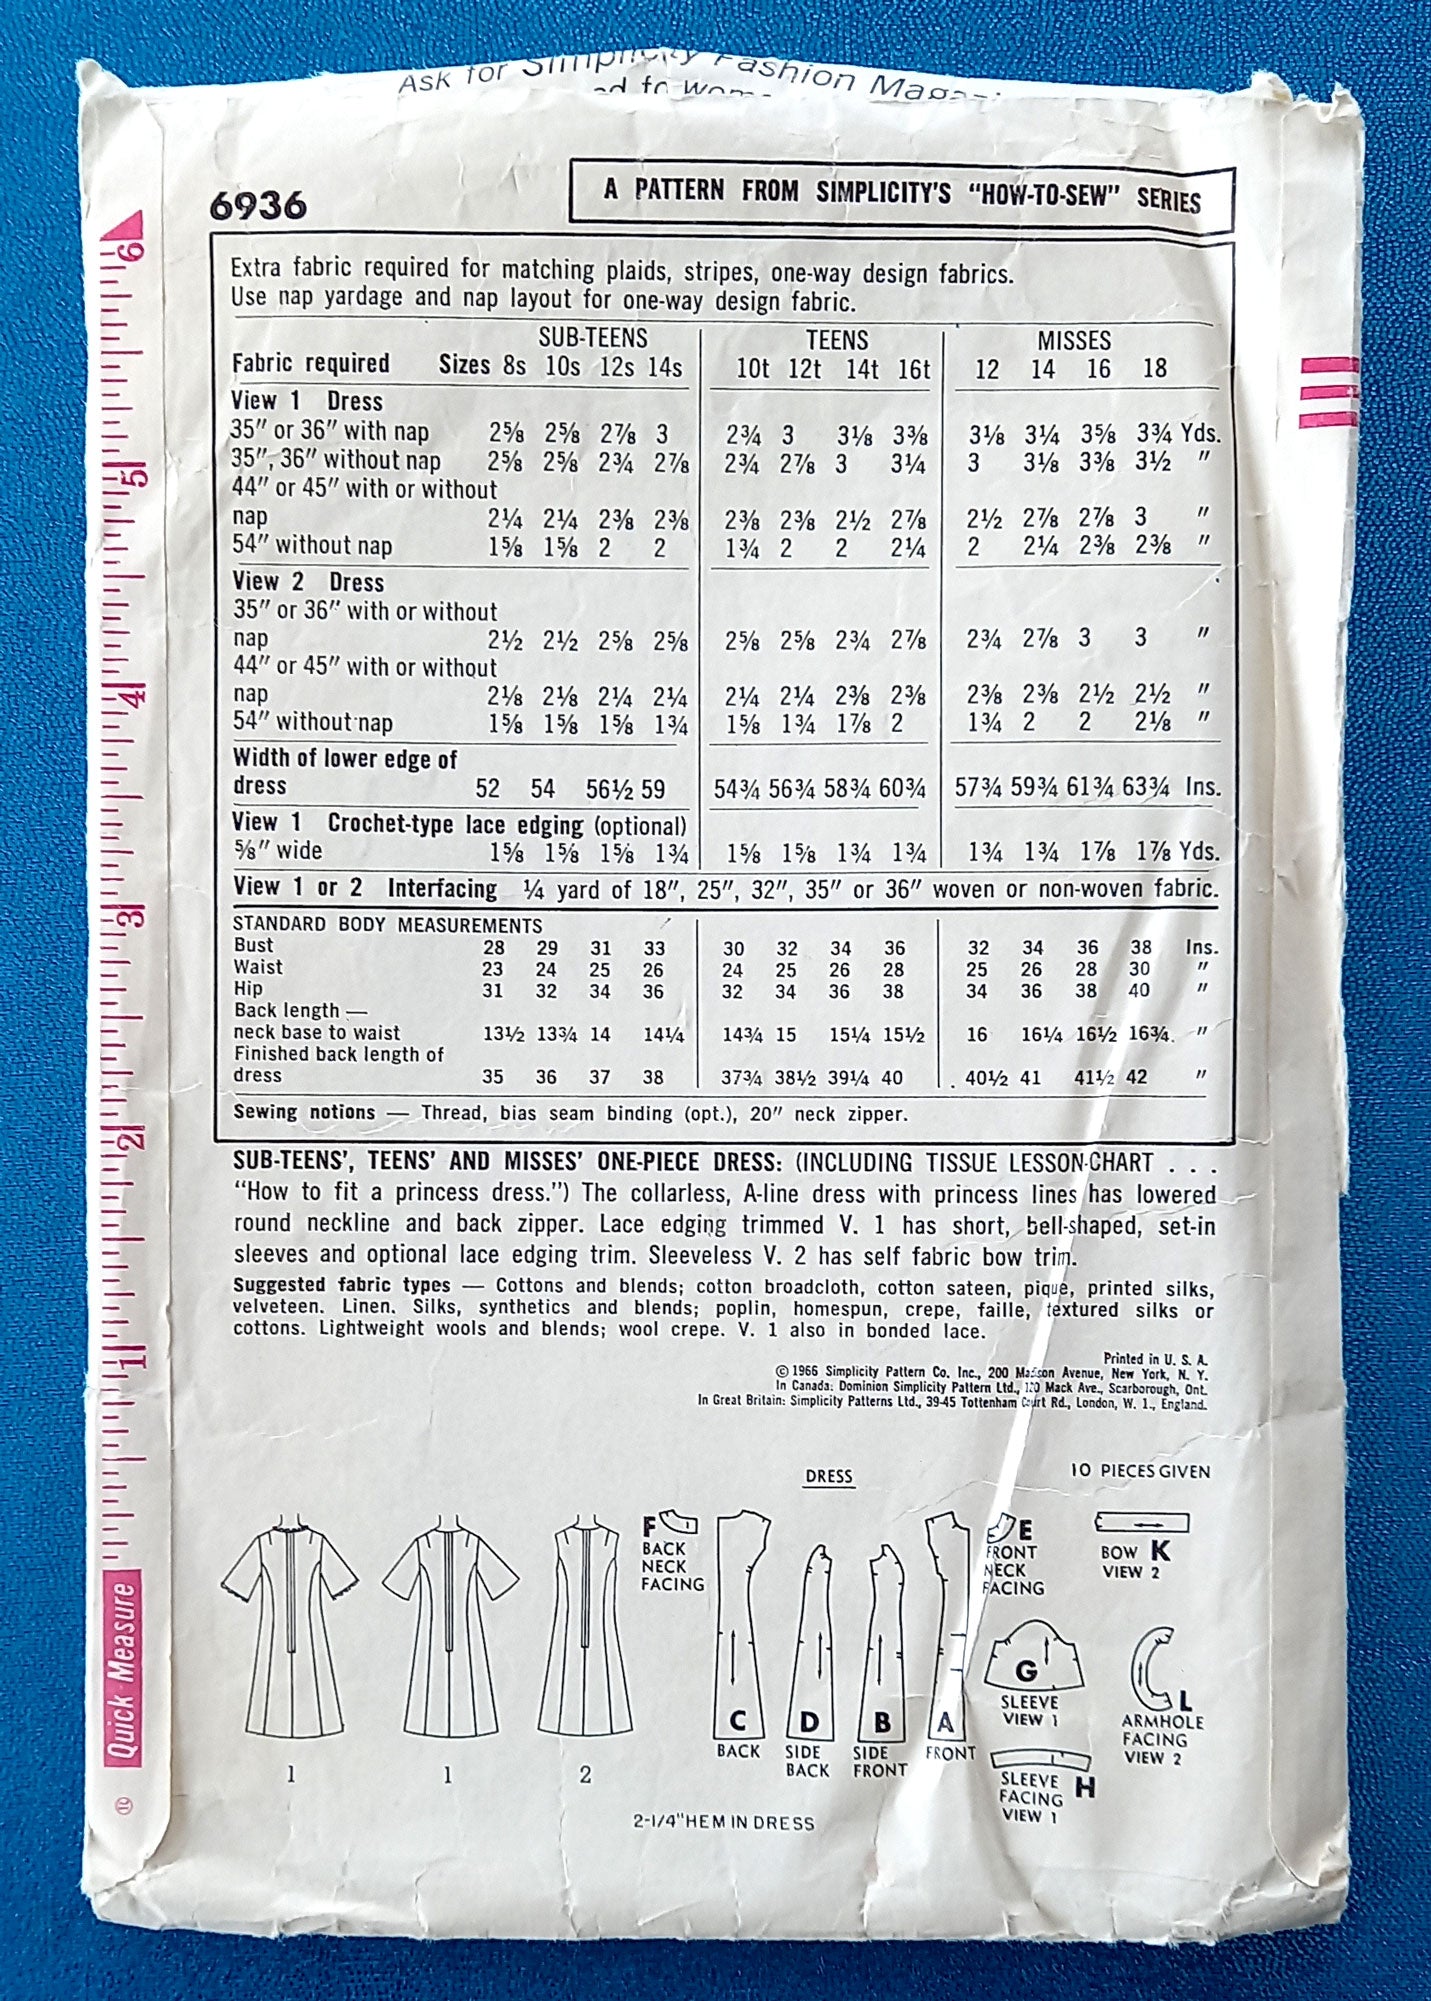 Ask for Simplicity Fashion
6936
A PATTERN FROM SIMPLICITY'S "HOW-TO-SEW" SERIES
Extra fabric required for matching plaids, stripes, one-way design fabrics.
Use nap yardage and nap layout for one-way design fabric.
SUB-TEENS TEENS MISSES
Fabric required Sizes 8s 10s 12s 14s 10t 12t 14t 16t 12 14 16 18
View 1 Dress
35" or 36" with nap 2⅝ 2⅝ 2⅞ 3 2¾ 3 3⅛ 3⅜ 3⅛ 3¼ 3⅝ 3¾ Yds.
35", 36" without nap 2⅝ 2⅝ 2¾ 2⅞ 2¾ 2⅞ 3 3¼ 3 3⅛ 3⅜ 3½ "
44" or 45" with or without
nap 2¼ 2¼ 2⅜ 2⅜ 2⅜ 2⅜ 2½ 2⅞ 2½ 2⅞ 2⅞ 3 "
54" without nap 1⅝ 1⅝ 2 2 1¾ 2 2 2¼ 2 2¼ 2⅜ 2⅜ "
View 2 Dress
35" or 36" with or without
nap 2½ 2½ 2⅝ 2⅝ 2⅝ 2⅝ 2¾ 2⅞ 2¾ 2⅞ 3 3 "
44" or 45" with or without
nap 2⅛ 2⅛ 2¼ 2¼ 2¼ 2¼ 2⅜ 2⅜ 2⅜ 2⅜ 2½ 2½ "
54" without nap 1⅝ 1⅝ 1⅝ 1¾ 1⅝ 1¾ 1⅞ 2 1¾ 2 2 2⅛ "
Width of lower edge of
dress 52 54 56½ 59 54¾ 56¾ 58¾ 60¾ 57¾ 59¾ 61¾ 63¾ Ins.
View 1 Crochet-type lace edging (optional)
⅝" wide 1⅝ 1⅝ 1⅝ 1¾ 1⅝ 1⅝ 1¾ 1¾ 1¾ 1¾ 1⅞ 1⅞ Yds.
View 1 or 2 Interfacing ¼ yard of 18", 25", 32", 35" or 36" woven or non-woven fabric.
STANDARD BODY MEASUREMENTS
Bust 28 29 31 33 30 32 34 36 32 34 36 38 Ins.
Waist 23 24 25 26 24 25 26 28 25 26 28 30 "
Hip 31 32 34 36 32 34 36 38 34 36 38 40 "
Back length —
neck base to waist 13½ 13¾ 14 14¼ 14¾ 15 15¼ 15½ 16 16¼ 16½ 16¾ "
Finished back length of
dress 35 36 37 38 37¾ 38½ 39¼ 40 40½ 41 41½ 42 "
Sewing notions — Thread, bias seam binding (opt.), 20" neck zipper.
SUB-TEENS', TEENS' AND MISSES' ONE-PIECE DRESS: (INCLUDING TISSUE LESSON-CHART . . .
"How to fit a princess dress.") The collarless, A-line dress with princess lines has lowered
round neckline and back zipper. Lace edging trimmed V. 1 has short, bell-shaped, set-in
sleeves and optional lace edging trim. Sleeveless V. 2 has self fabric bow trim.
Suggested fabric types — Cottons and blends; cotton broadcloth, cotton sateen, pique, printed silks,
velveteen. Linen. Silks, synthetics and blends; poplin, homespun, crepe, faille, textured silks or
cottons. Lightweight wools and blends; wool crepe. V. 1 also in bonded lace.
Printed in U. S. A.
© 1966 Simplicity Pattern Co. Inc., 200 Madison Avenue, New York, N. Y.
In Canada: Dominion Simplicity Pattern Ltd., 120 Mack Ave., Scarborough, Ont.
In Great Britain: Simplicity Patterns Ltd., 39-45 Tottenham Court Rd., London, W. 1., England.
DRESS
10 PIECES GIVEN
F
BACK
NECK
FACING
C
BACK
D
SIDE
BACK
B
SIDE
FRONT
A
FRONT
E
FRONT
NECK
FACING
BOW K
VIEW 2
G
SLEEVE
VIEW 1
L
ARMHOLE
FACING
VIEW 2
SLEEVE H
FACING
VIEW 1
1 1 2
2-1/4"HEM IN DRESS
6
5
4
3
2
1
Quick-Measure